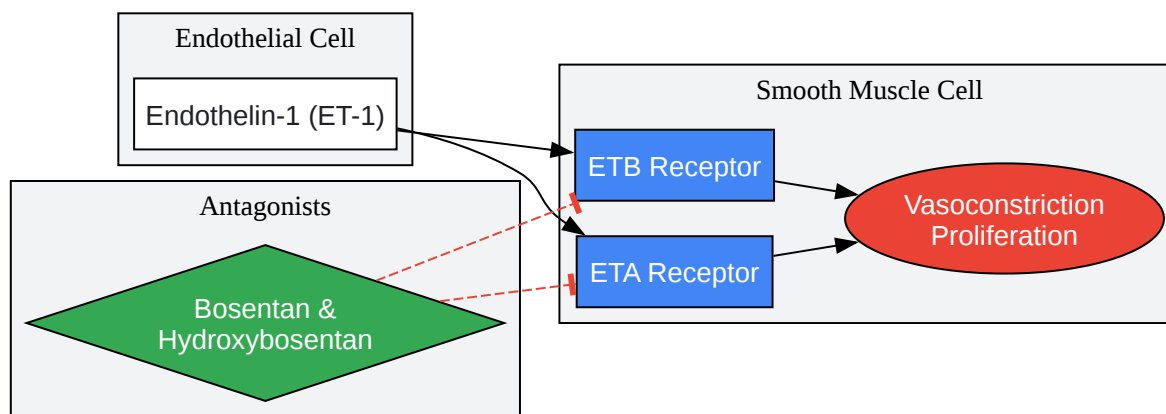 Endothelial Cell
Endothelin-1 (ET-1)
Smooth Muscle Cell
ETB Receptor
Vasoconstriction
Proliferation
ETA Receptor
Antagonists
Bosentan &
Hydroxybosentan